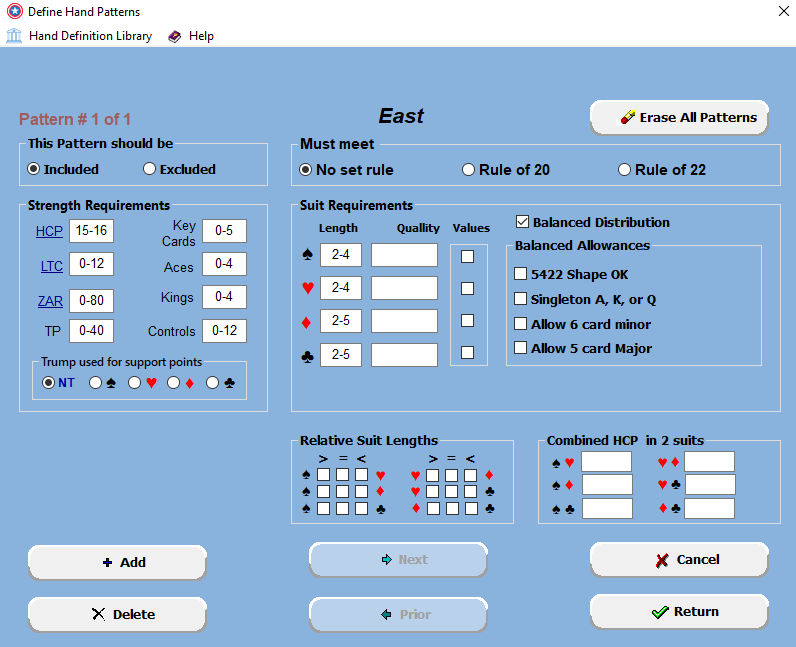 Define Hand Patterns
Hand Definition Library Help
Pattern # 1 of 1
East
Erase All Patterns
This Pattern should be
Included Excluded
Must meet
No set rule Rule of 20 Rule of 22
Strength Requirements
HCP 15-16 Key Cards 0-5
LTC 0-12 Aces 0-4
ZAR 0-80 Kings 0-4
TP 0-40 Controls 0-12
Trump used for support points
NT ♠ ♥ ♦ ♣
Suit Requirements
Length Quallity Values
♠ 2-4
♥ 2-4
♦ 2-5
♣ 2-5
Balanced Distribution
Balanced Allowances
5422 Shape OK
Singleton A, K, or Q
Allow 6 card minor
Allow 5 card Major
Relative Suit Lengths
> = < > = <
♠ ♥ ♥ ♦
♠ ♦ ♥ ♣
♠ ♣ ♦ ♣
Combined HCP in 2 suits
♠ ♥ ♥ ♦
♠ ♦ ♥ ♣
♠ ♣ ♦ ♣
Add Next Cancel
Delete Prior Return